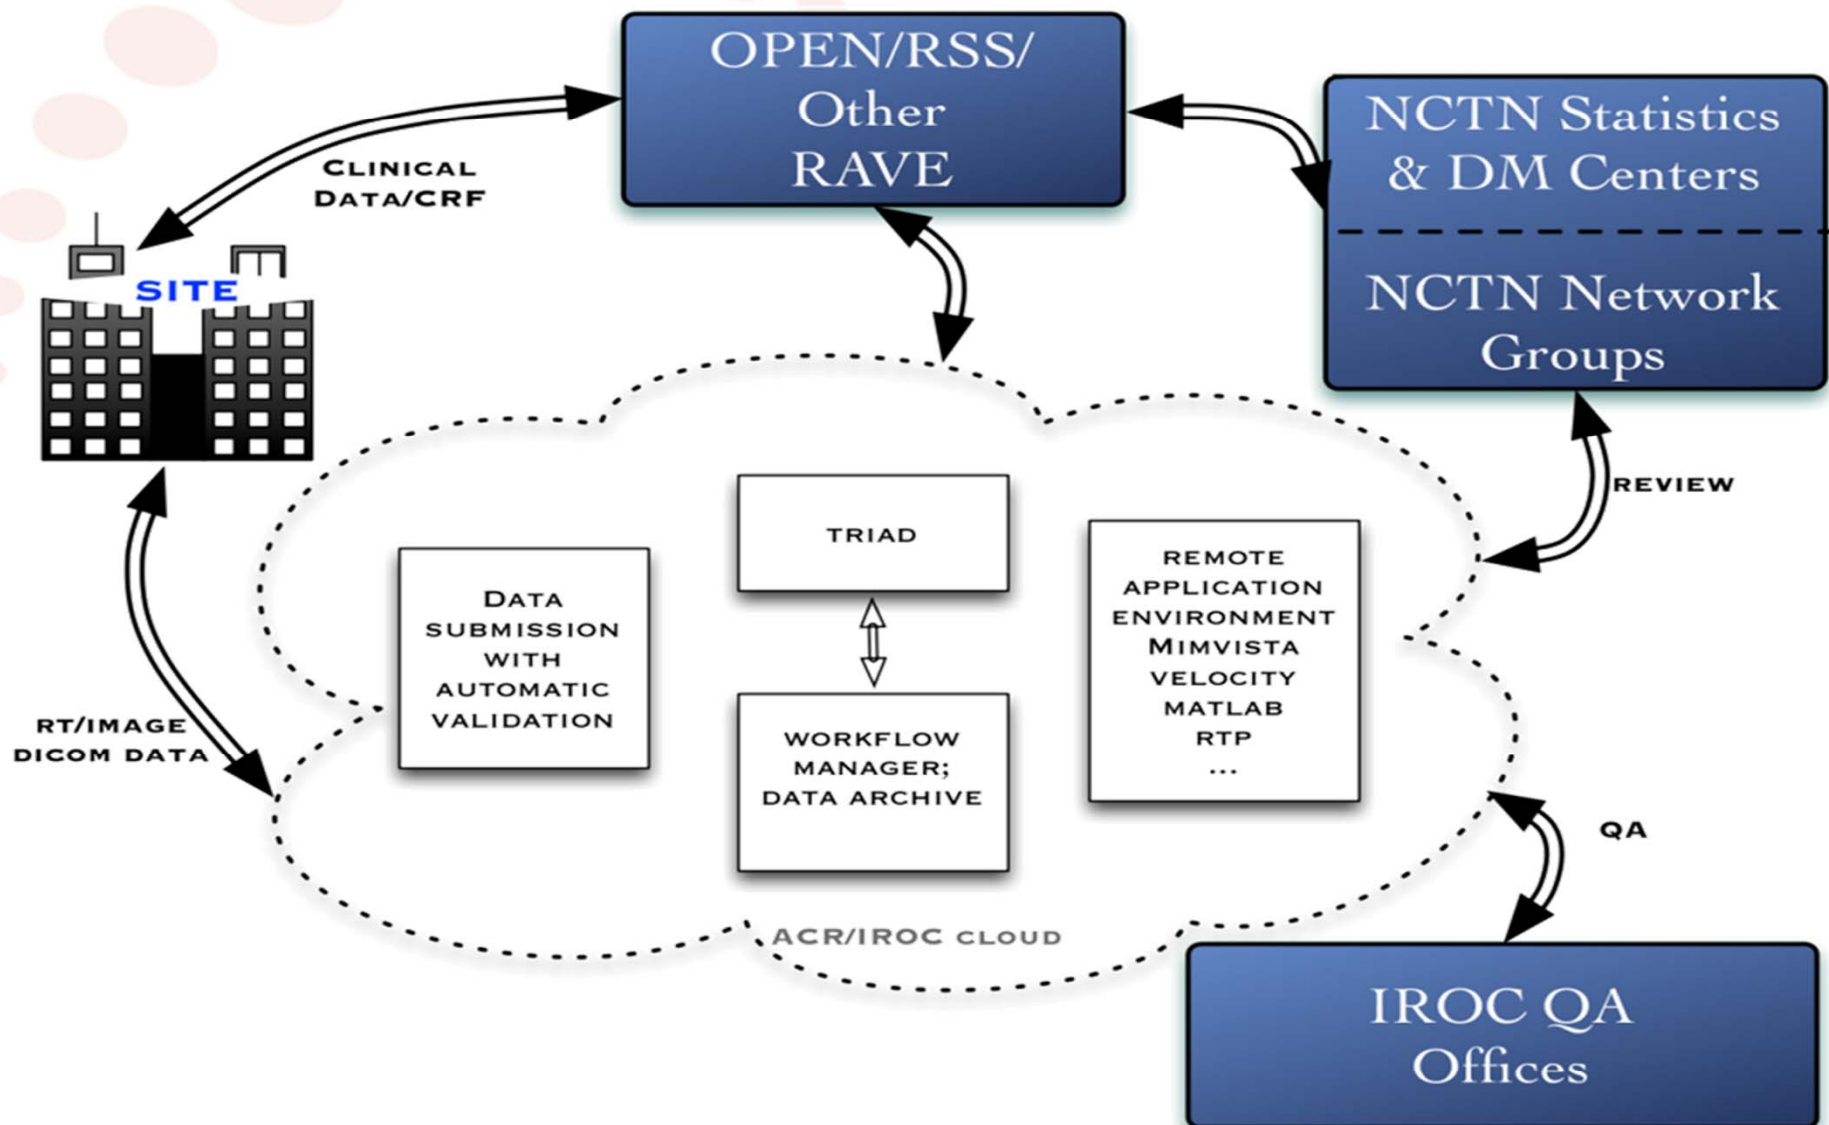 OPEN/RSS/
Other
RAVE
NCTN Statistics
& DM Centers
NCTN Network
Groups
CLINICAL
DATA/CRF
SITE
REVIEW
TRIAD
DATA
SUBMISSION
WITH
AUTOMATIC
VALIDATION
REMOTE
APPLICATION
ENVIRONMENT
MIMVISTA
VELOCITY
MATLAB
RTP
...
RT/IMAGE
DICOM DATA
WORKFLOW
MANAGER;
DATA ARCHIVE
QA
ACR/IROC CLOUD
IROC QA
Offices